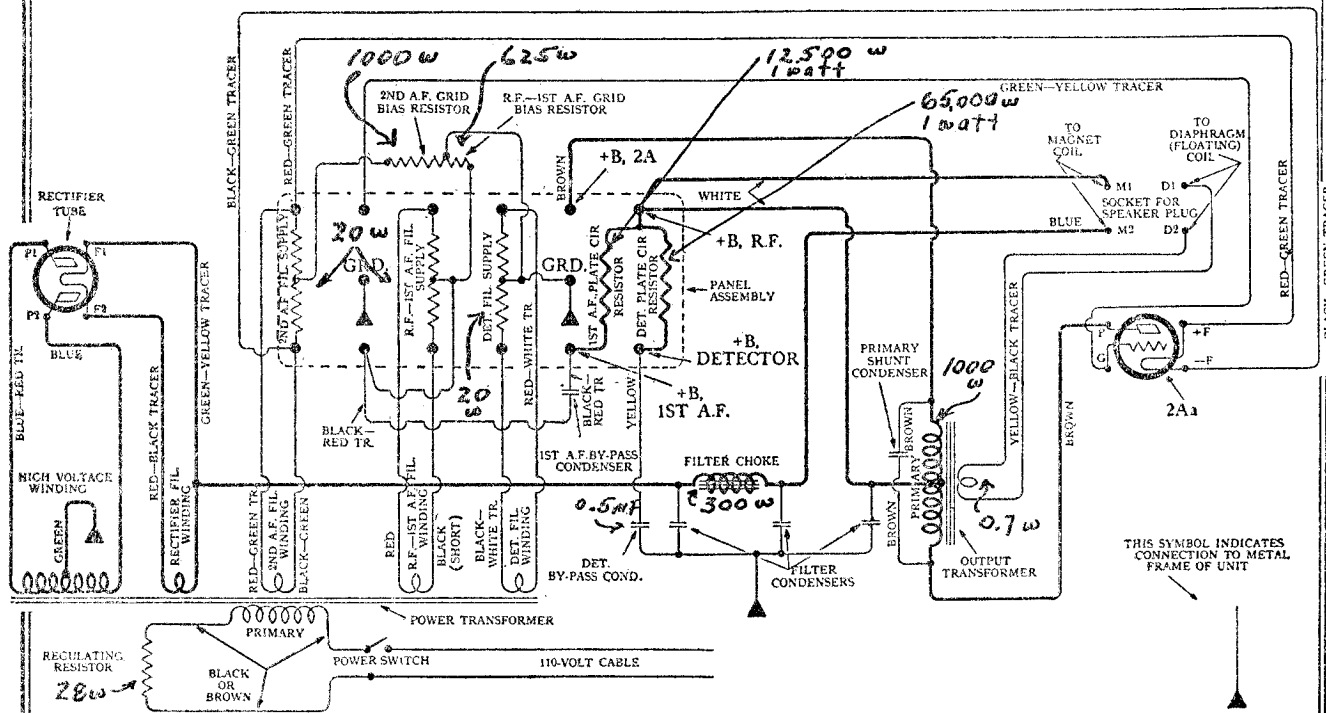 BLACK—GREEN TRACER
RED—GREEN TRACER
1000 ω
625 ω
12,500 ω
1 watt
GREEN—YELLOW TRACER
2ND A.F. GRID
BIAS RESISTOR
R.F.—1ST A.F. GRID
BIAS RESISTOR
65,000 ω
1 watt
TO
MAGNET
COIL
TO
DIAPHRAGM
(FLOATING)
COIL
BROWN
+B, 2A
WHITE
M1
D1
SOCKET FOR
SPEAKER PLUG
M2
D2
BLUE
RED—GREEN TRACER
RECTIFIER
TUBE
P1
F1
P2
F2
BLUE
BLUE—RED TR.
RED—BLACK TRACER
GREEN—YELLOW TRACER
2ND A.F. FIL. SUPPLY
20 ω
GRD.
R.F.—1ST A.F. FIL.
SUPPLY
DET. FIL. SUPPLY
20
ω
RED—WHITE TR.
GRD.
1ST A.F., PLATE CIR
RESISTOR
DET. PLATE CIR
RESISTOR
+B, R.F.
PANEL
ASSEMBLY
+B,
DETECTOR
+B,
1ST A.F.
BLACK—
RED TR.
BLACK—
RED TR
YELLOW
1ST A.F. BY-PASS
CONDENSER
PRIMARY
SHUNT
CONDENSER
1000
ω
YELLOW—BLACK TRACER
BROWN
P
+F
G
—F
2Aa
HIGH VOLTAGE
WINDING
GREEN
RECTIFIER FIL.
WINDING
RED—GREEN TR
2ND A.F. FIL.
WINDING
BLACK—GREEN
RED
R.F.—1ST A.F. FIL.
WINDING
BLACK
(SHORT)
BLACK—
WHITE TR.
DET. FIL.
WINDING
FILTER CHOKE
300 ω
0.5 MF
DET.
BY-PASS COND.
FILTER
CONDENSERS
BROWN
PRIMARY
BROWN
0.7 ω
OUTPUT
TRANSFORMER
THIS SYMBOL INDICATES
CONNECTION TO METAL
FRAME OF UNIT
POWER TRANSFORMER
PRIMARY
REGULATING
RESISTOR
28 ω
BLACK
OR
BROWN
POWER SWITCH
110-VOLT CABLE